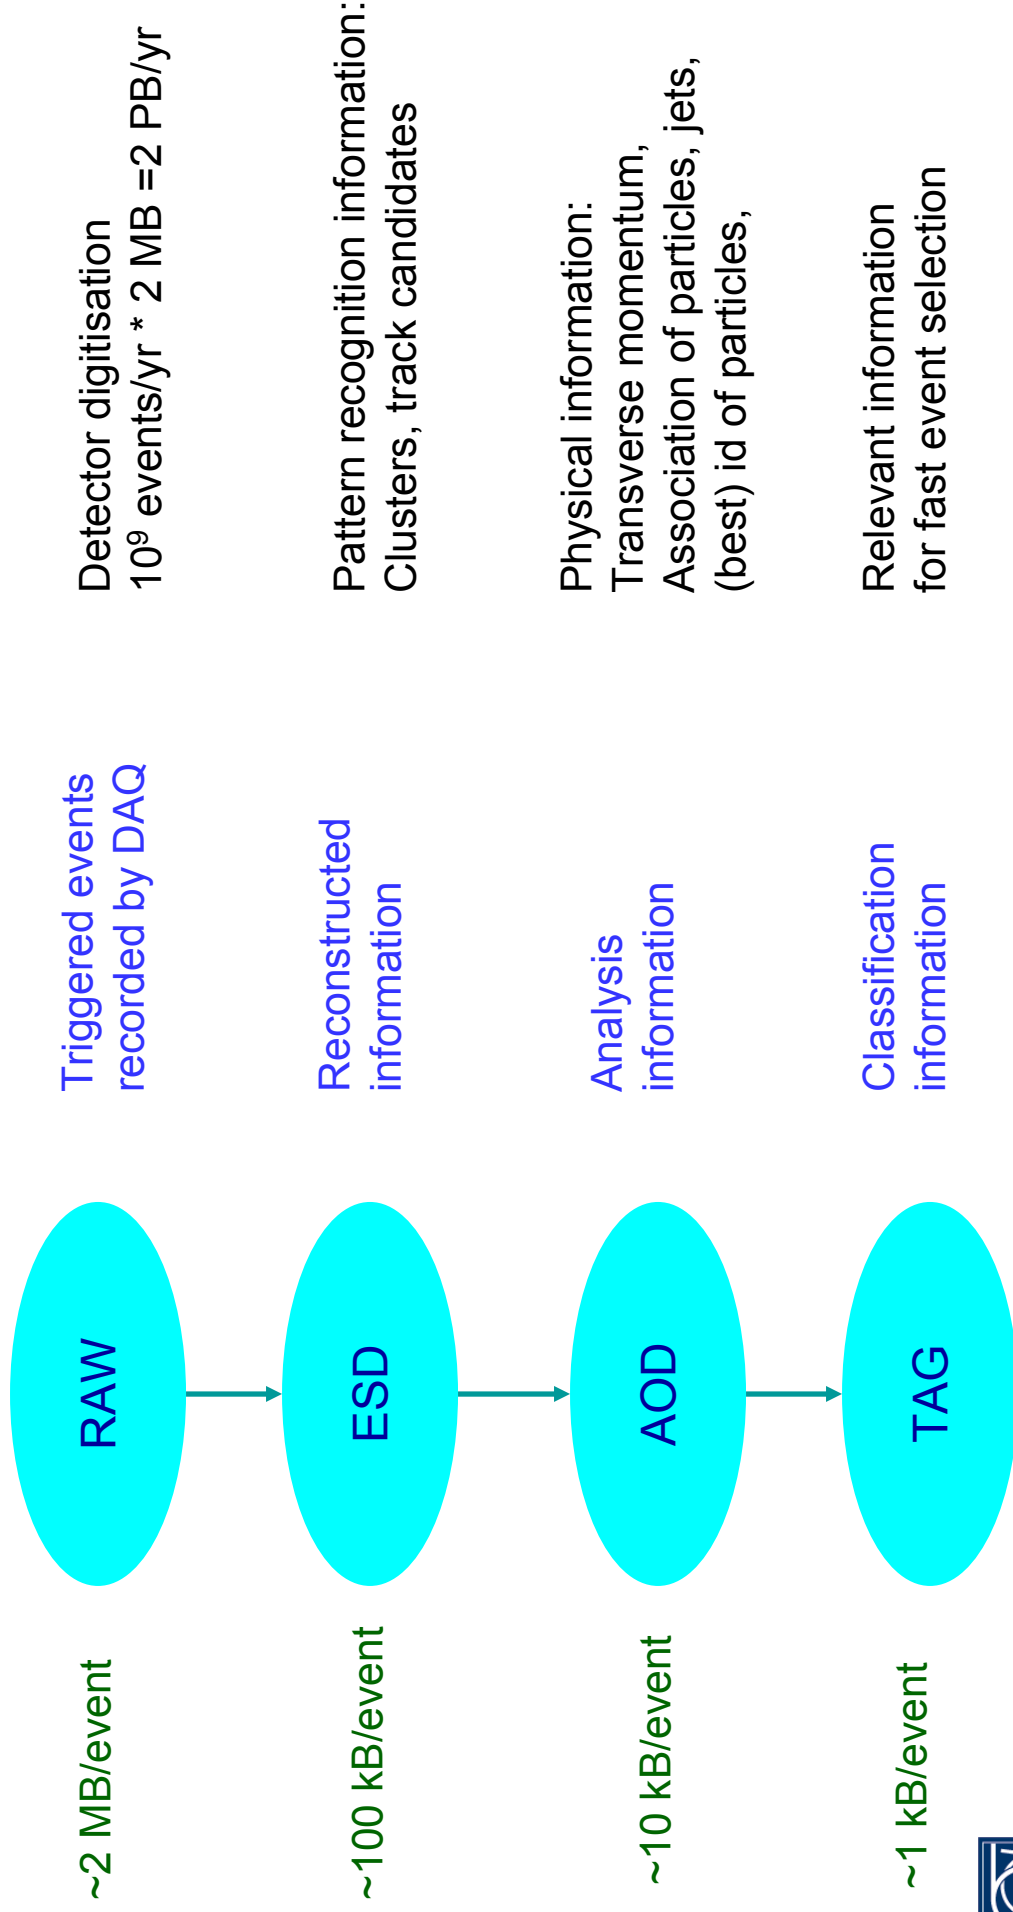 ~2 MB/event
RAW
Triggered events
recorded by DAQ
Detector digitisation
10⁹ events/yr * 2 MB =2 PB/yr
~100 kB/event
ESD
Reconstructed
information
Pattern recognition information:
Clusters, track candidates
~10 kB/event
AOD
Analysis
information
Physical information:
Transverse momentum,
Association of particles, jets,
(best) id of particles,
~1 kB/event
TAG
Classification
information
Relevant information
for fast event selection